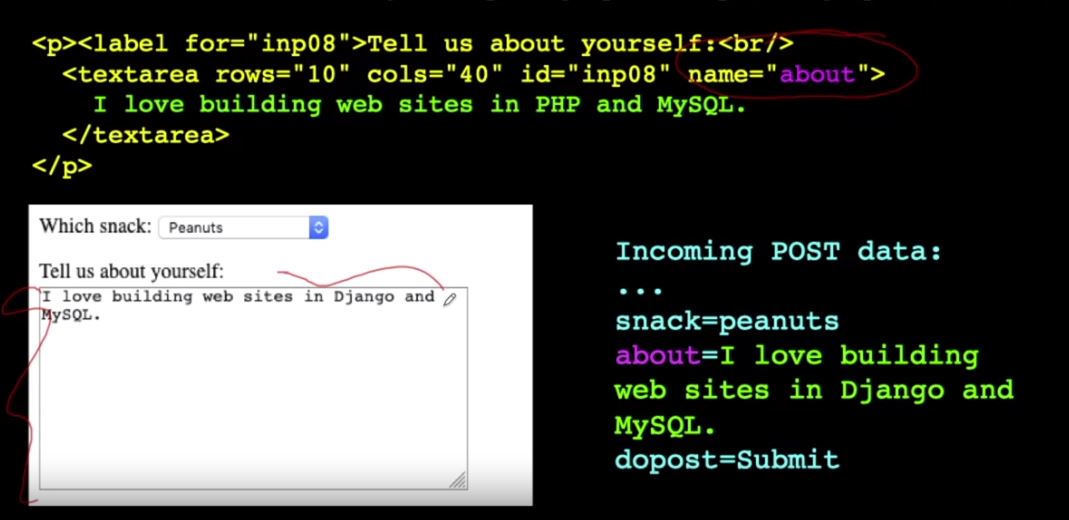 <p><label for="inp08">Tell us about yourself:<br/>
<textarea rows="10" cols="40" id="inp08" name="about">
I love building web sites in PHP and MySQL.
</textarea>
</p>
Which snack: Peanuts
Tell us about yourself:
I love building web sites in Django and
MySQL.
Incoming POST data:
...
snack=peanuts
about=I love building
web sites in Django and
MySQL.
dopost=Submit